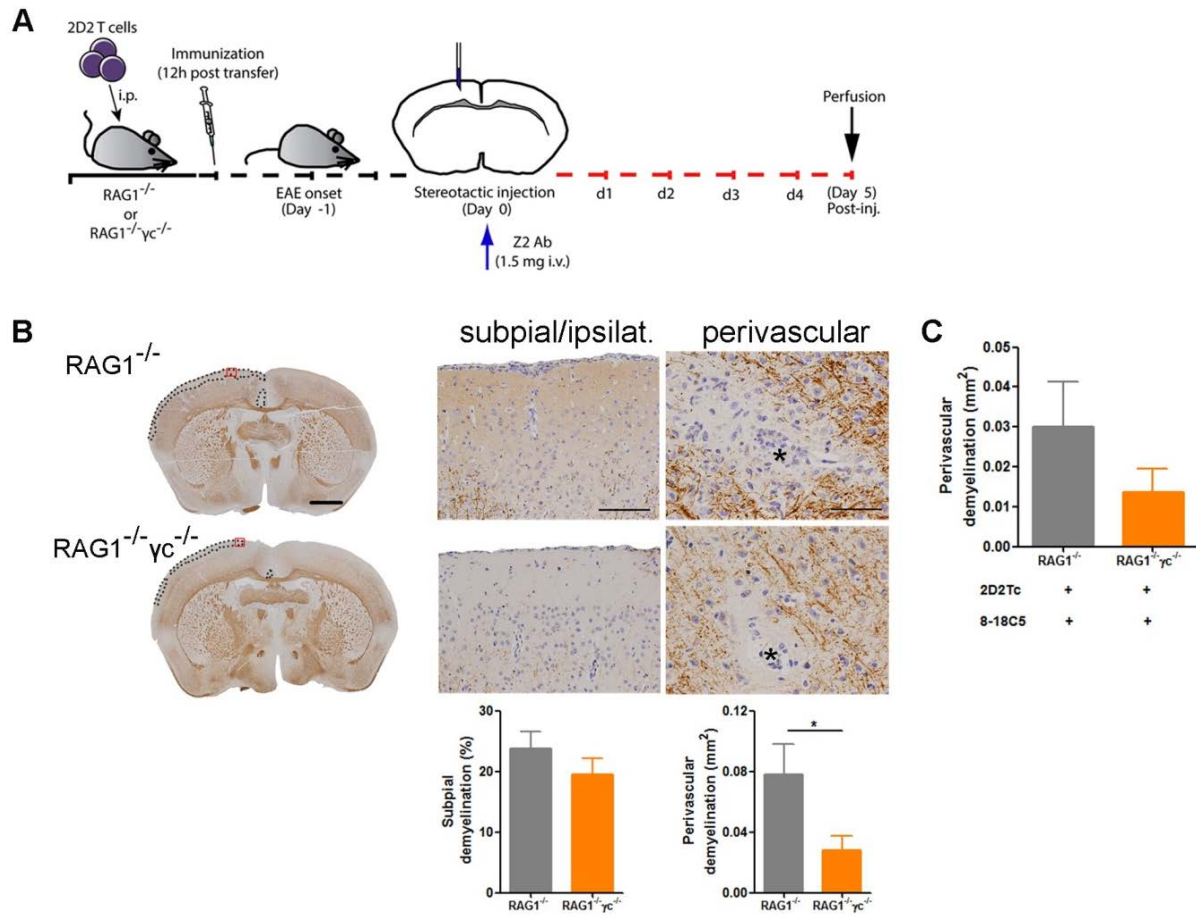 A
2D2 T cells
i.p.
Immunization
(12h post transfer)
RAG1-/-
or
RAG1-/-γc-/-
EAE onset
(Day -1)
Stereotactic injection
(Day 0)
Z2 Ab
(1.5 mg i.v.)
d1
d2
d3
d4
Perfusion
(Day 5)
Post-inj.
B
subpial/ipsilat.
perivascular
RAG1-/-
*
RAG1-/-γc-/-
*
Subpial
demyelination (%)
30
20
10
0
RAG1-/-
RAG1-/-γc-/-
Perivascular
demyelination (mm2)
0.12
0.08
0.04
0.00
*
RAG1-/-
RAG1-/-γc-/-
C
Perivascular
demyelination (mm2)
0.05
0.04
0.03
0.02
0.01
0.00
RAG1-/-
RAG1-/-γc-/-
2D2Tc + +
8-18C5 + +